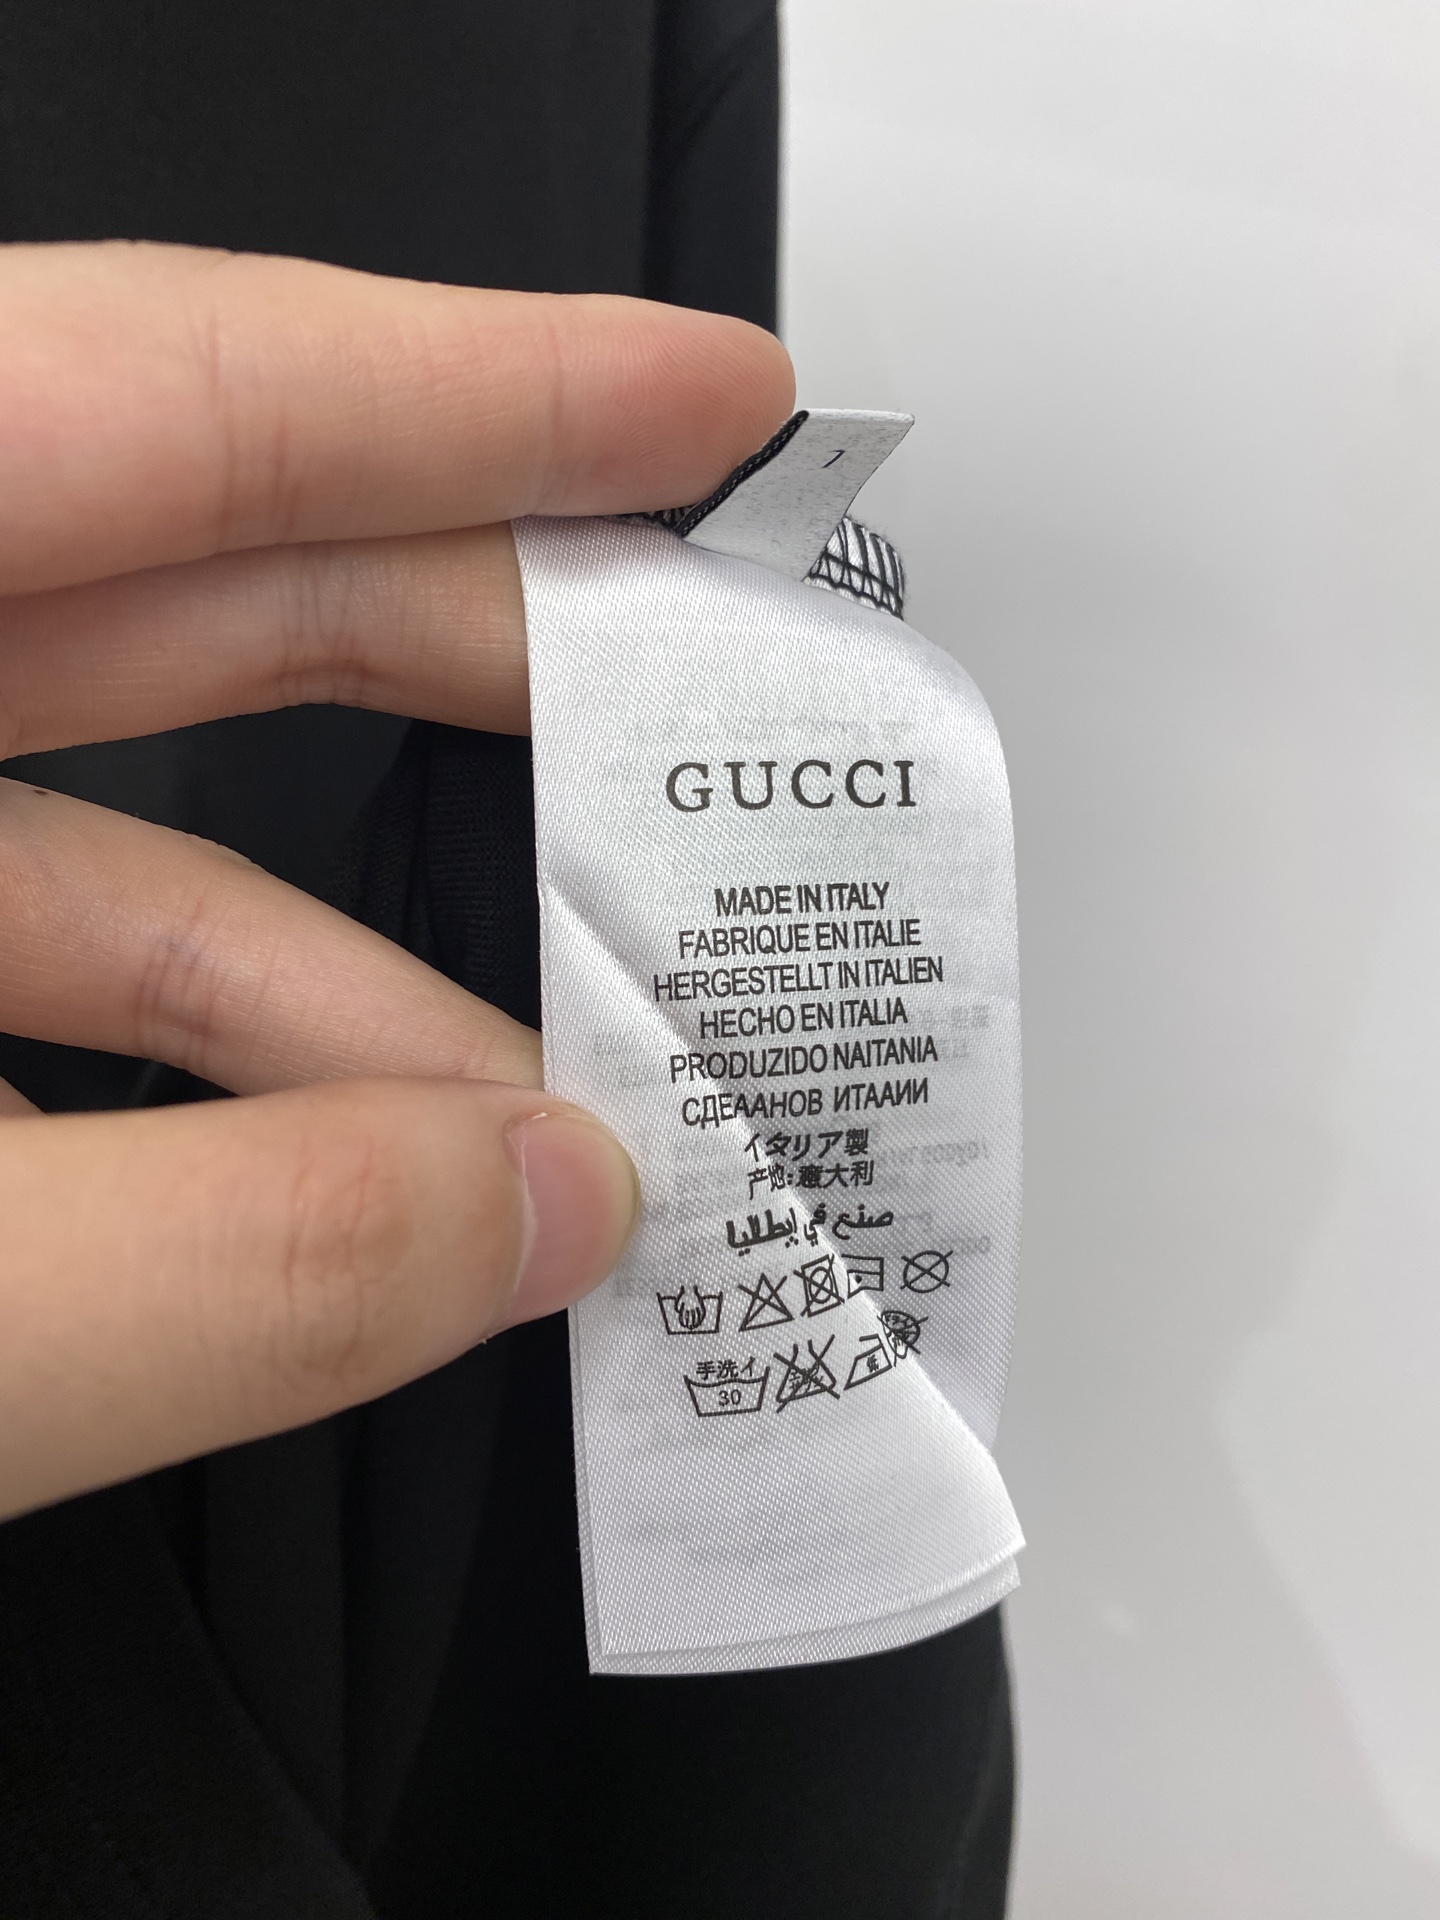 1
GUCCI
MADE IN ITALY
FABRIQUE EN ITALIE
HERGESTELLT IN ITALIEN
HECHO EN ITALIA
PRODUZIDO NAITANIA
СДЕААНОВ ИТААИИ
イタリア製
产地:意大利
صنع في إيطاليا
手洗イ
30